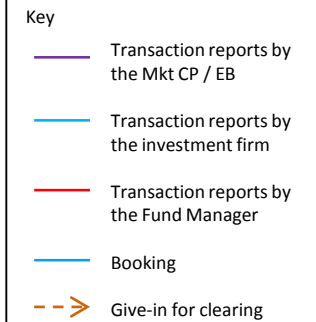 Key
Transaction reports by
the Mkt CP / EB
Transaction reports by
the investment firm
Transaction reports by
the Fund Manager
Booking
Give-in for clearing